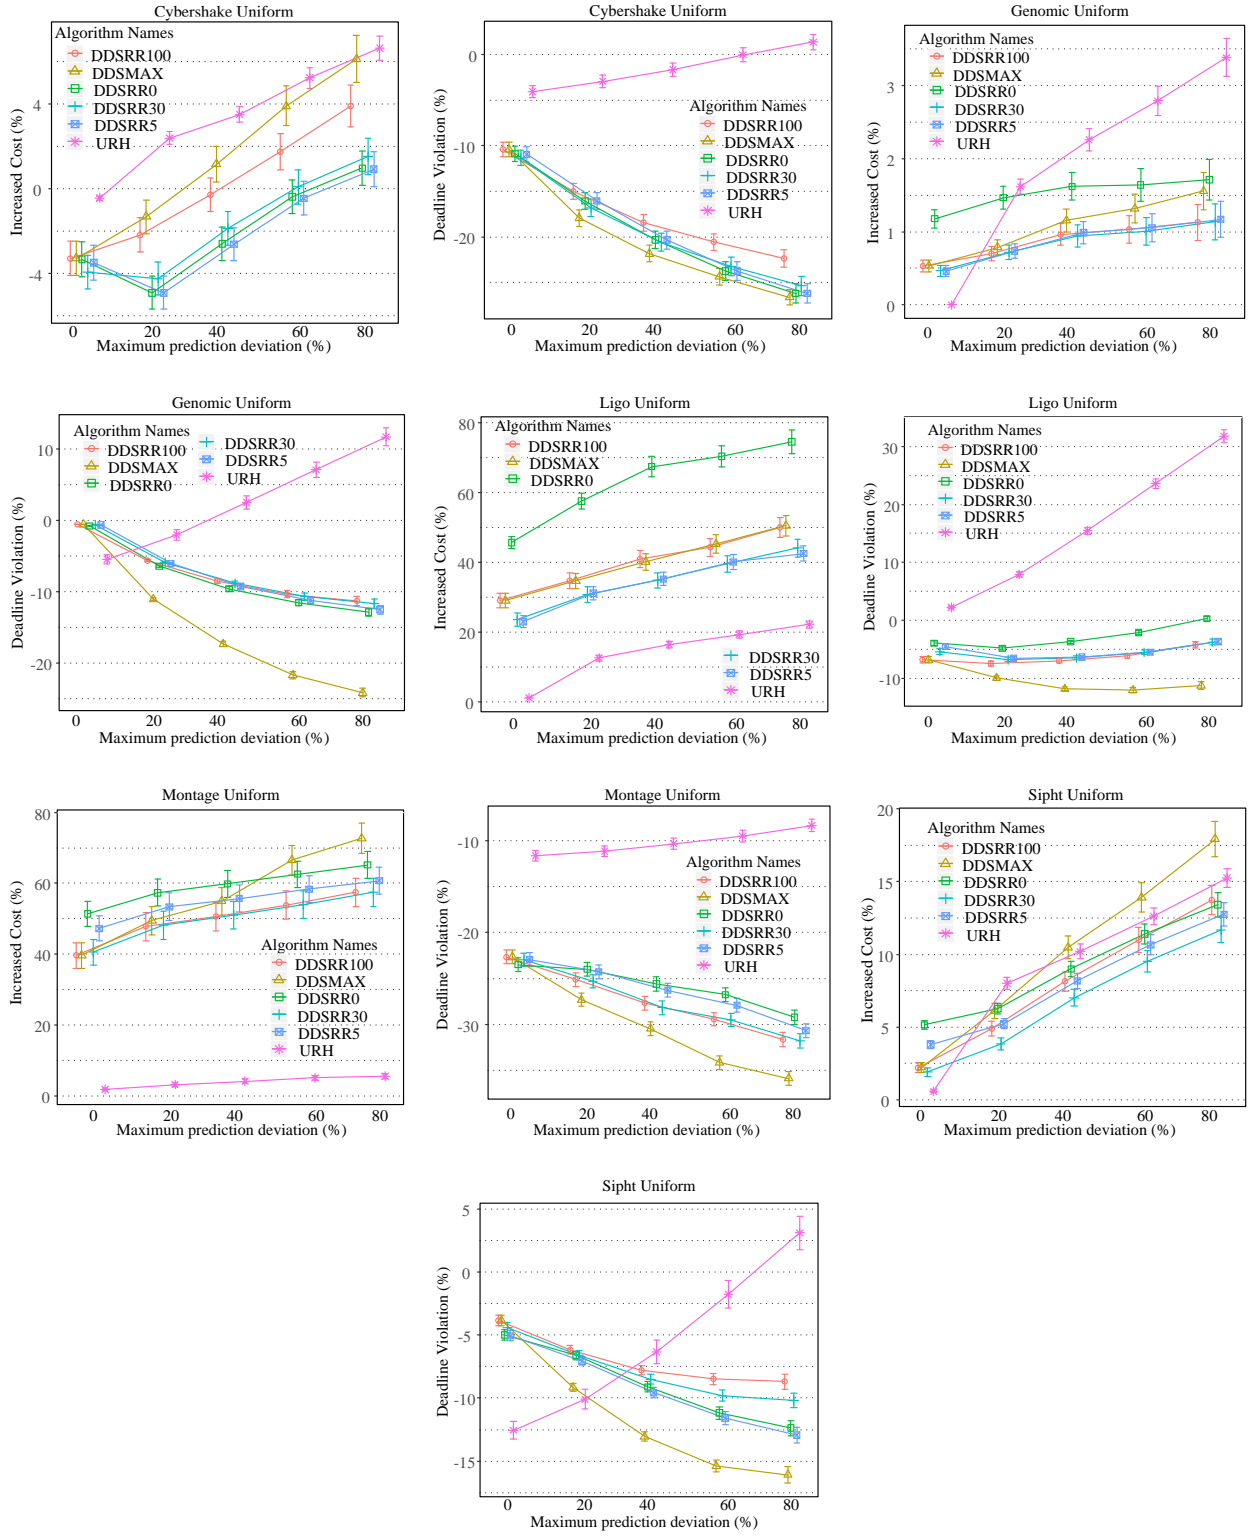 Cybershake Uniform
Algorithm Names
DDSRR100
DDSMAX
DDSRR0
DDSRR30
DDSRR5
URH
4
0
-4
Increased Cost (%)
0 20 40 60 80
Maximum prediction deviation (%)
Cybershake Uniform
0
-10
-20
Deadline Violation (%)
Algorithm Names
DDSRR100
DDSMAX
DDSRR0
DDSRR30
DDSRR5
URH
0 20 40 60 80
Maximum prediction deviation (%)
Genomic Uniform
Algorithm Names
DDSRR100
DDSMAX
DDSRR0
DDSRR30
DDSRR5
URH
3
2
1
0
Increased Cost (%)
0 20 40 60 80
Maximum prediction deviation (%)
Genomic Uniform
Algorithm Names
DDSRR100
DDSMAX
DDSRR0
DDSRR30
DDSRR5
URH
10
0
-10
-20
Deadline Violation (%)
0 20 40 60 80
Maximum prediction deviation (%)
Ligo Uniform
Algorithm Names
DDSRR100
DDSMAX
DDSRR0
80
60
40
20
0
Increased Cost (%)
DDSRR30
DDSRR5
URH
0 20 40 60 80
Maximum prediction deviation (%)
Ligo Uniform
Algorithm Names
DDSRR100
DDSMAX
DDSRR0
DDSRR30
DDSRR5
URH
30
20
10
0
-10
Deadline Violation (%)
0 20 40 60 80
Maximum prediction deviation (%)
Montage Uniform
80
60
40
20
0
Increased Cost (%)
Algorithm Names
DDSRR100
DDSMAX
DDSRR0
DDSRR30
DDSRR5
URH
0 20 40 60 80
Maximum prediction deviation (%)
Montage Uniform
-10
-20
-30
Deadline Violation (%)
Algorithm Names
DDSRR100
DDSMAX
DDSRR0
DDSRR30
DDSRR5
URH
0 20 40 60 80
Maximum prediction deviation (%)
Sipht Uniform
Algorithm Names
DDSRR100
DDSMAX
DDSRR0
DDSRR30
DDSRR5
URH
20
15
10
5
0
Increased Cost (%)
0 20 40 60 80
Maximum prediction deviation (%)
Sipht Uniform
5
0
-5
-10
-15
Deadline Violation (%)
0 20 40 60 80
Maximum prediction deviation (%)